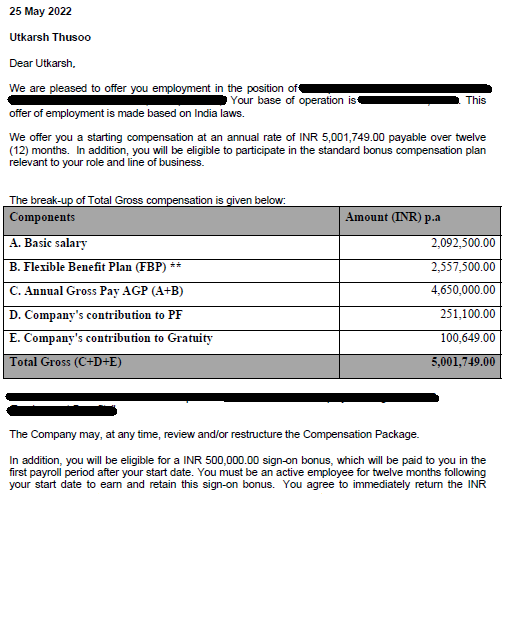 25 May 2022
Utkarsh Thusoo
Dear Utkarsh,
We are pleased to offer you employment in the position of
Your base of operation is . This
offer of employment is made based on India laws.
We offer you a starting compensation at an annual rate of INR 5,001,749.00 payable over twelve
(12) months. In addition, you will be eligible to participate in the standard bonus compensation plan
relevant to your role and line of business.
The break-up of Total Gross compensation is given below:
Components Amount (INR) p.a
A. Basic salary 2,092,500.00
B. Flexible Benefit Plan (FBP) ** 2,557,500.00
C. Annual Gross Pay AGP (A+B) 4,650,000.00
D. Company's contribution to PF 251,100.00
E. Company's contribution to Gratuity 100,649.00
Total Gross (C+D+E) 5,001,749.00
The Company may, at any time, review and/or restructure the Compensation Package.
In addition, you will be eligible for a INR 500,000.00 sign-on bonus, which will be paid to you in the
first payroll period after your start date. You must be an active employee for twelve months following
your start date to earn and retain this sign-on bonus. You agree to immediately return the INR